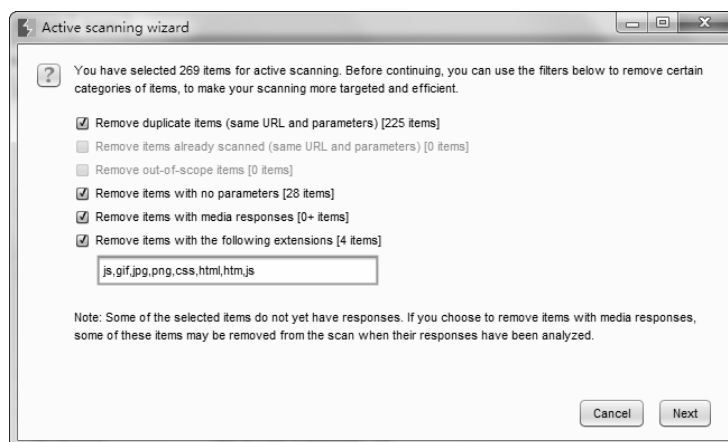 Active scanning wizard
You have selected 269 items for active scanning. Before continuing, you can use the filters below to remove certain
categories of items, to make your scanning more targeted and efficient.
Remove duplicate items (same URL and parameters) [225 items]
Remove items already scanned (same URL and parameters) [0 items]
Remove out-of-scope items [0 items]
Remove items with no parameters [28 items]
Remove items with media responses [0+ items]
Remove items with the following extensions [4 items]
js,gif,jpg,png,css,html,htm,js
Note: Some of the selected items do not yet have responses. If you choose to remove items with media responses,
some of these items may be removed from the scan when their responses have been analyzed.
Cancel Next